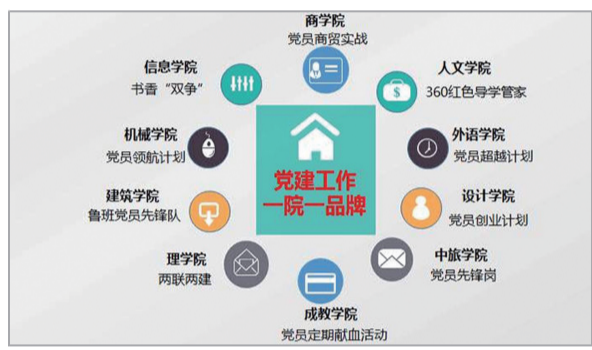 商学院
党员商贸实战
信息学院
书香“双争”
人文学院
360红色导学管家
机械学院
党员领航计划
外语学院
党员超越计划
党建工作
一院一品牌
建筑学院
鲁班党员先锋队
设计学院
党员创业计划
理学院
两联两建
中旅学院
党员先锋岗
成教学院
党员定期献血活动